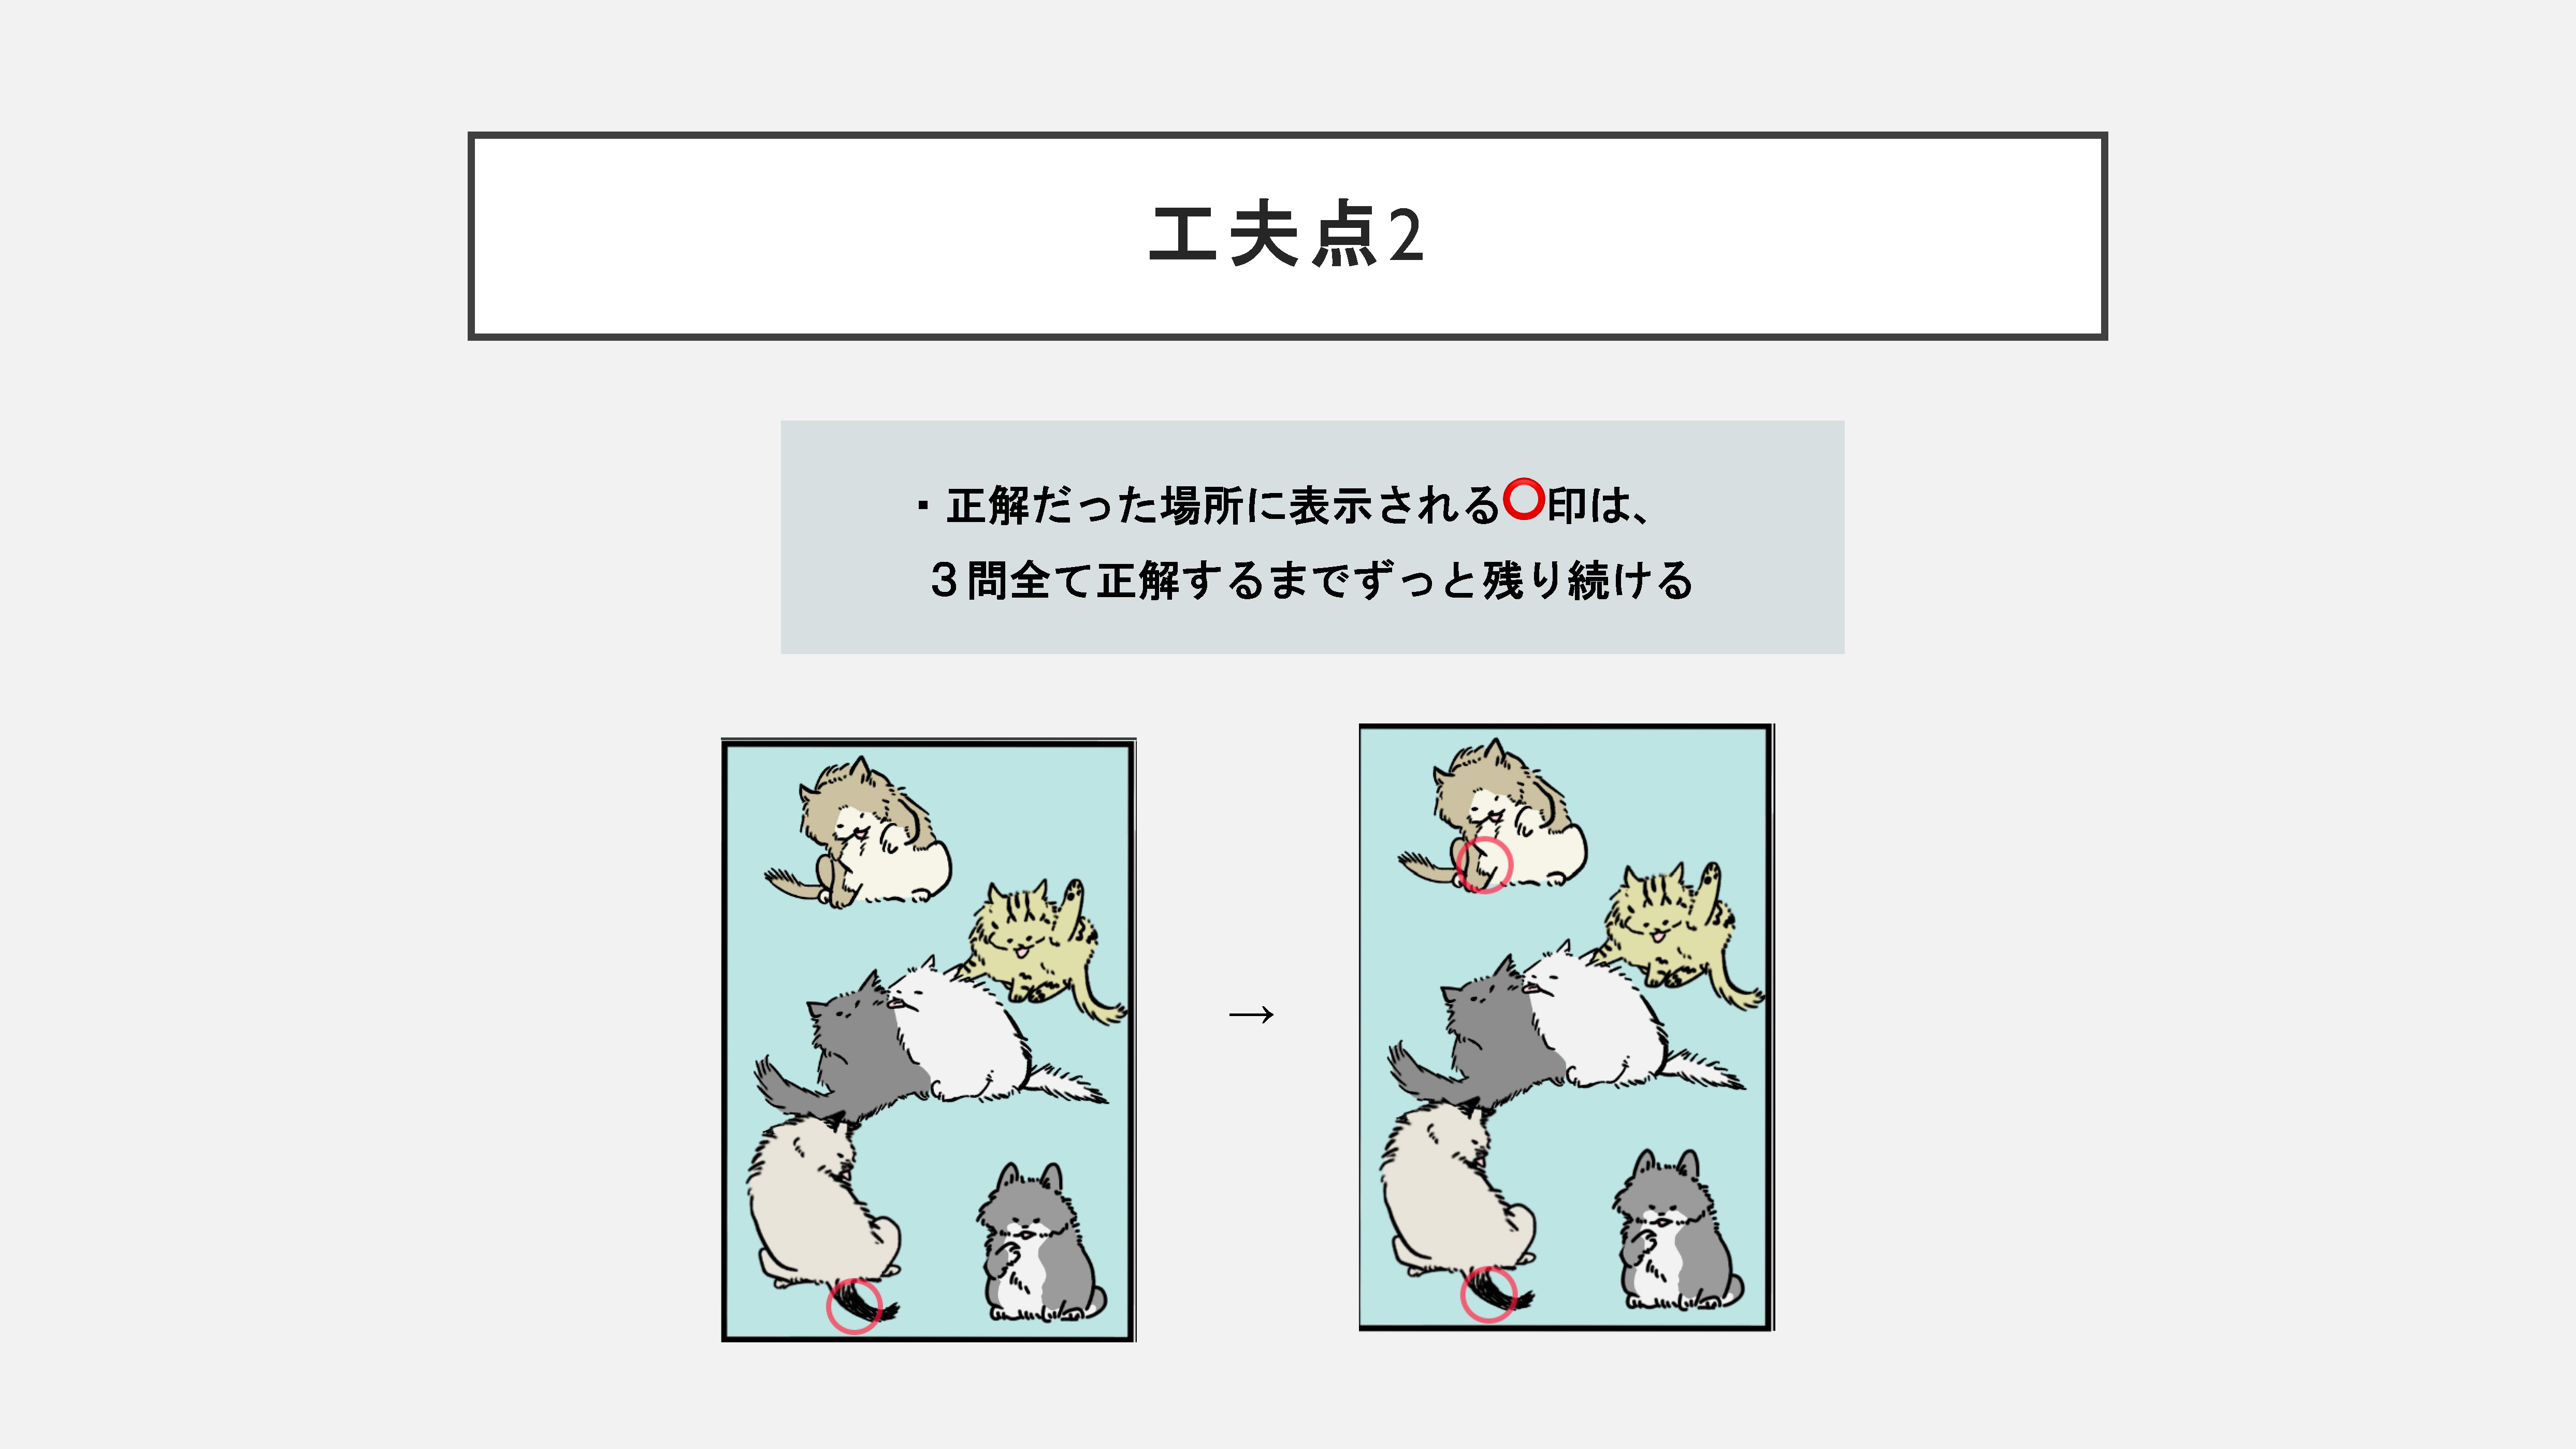 工夫点2
・正解だった場所に表示される⭕印は、
３問全て正解するまでずっと残り続ける
→